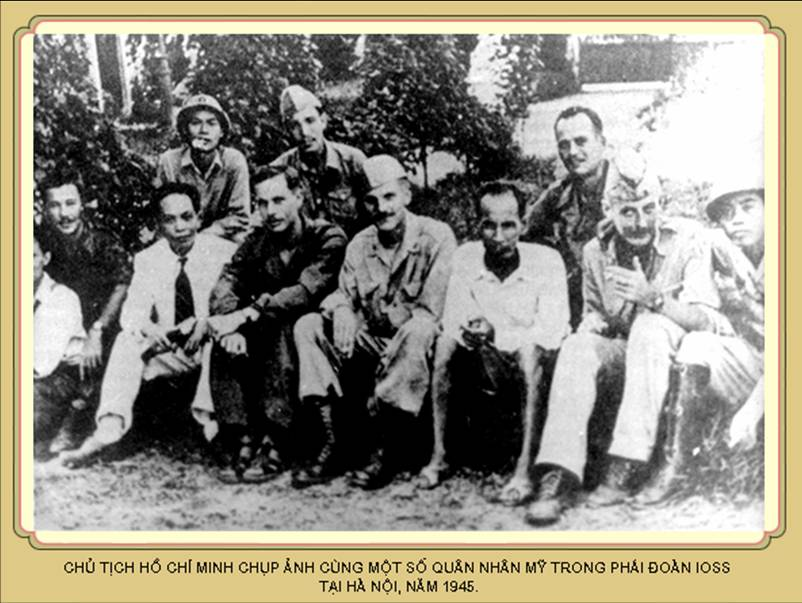 CHỦ TỊCH HỒ CHÍ MINH CHỤP ẢNH CÙNG MỘT SỐ QUÂN NHÂN MỸ TRONG PHÁI ĐOÀN IOSS
TẠI HÀ NỘI, NĂM 1945.